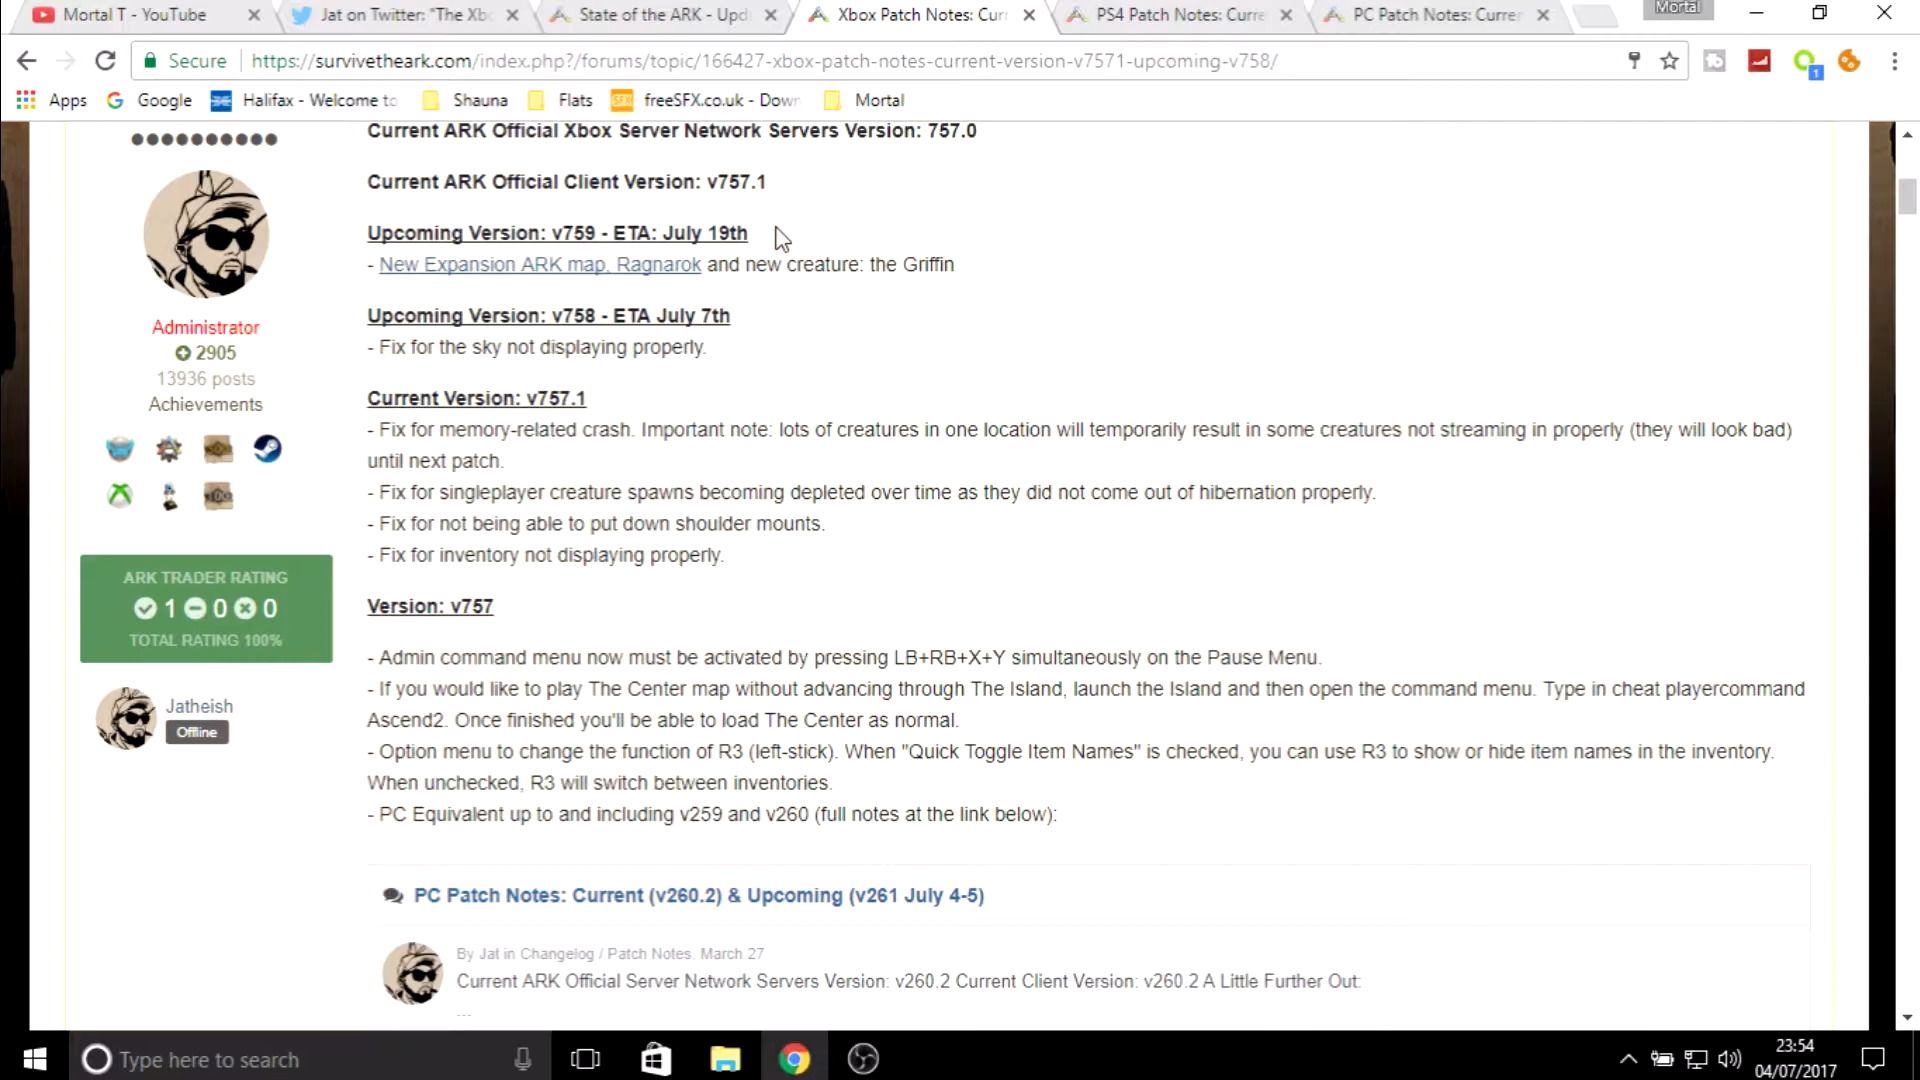 Mortal T - YouTube
Jat on Twitter: "The Xb
State of the ARK - Upd
Xbox Patch Notes: Curr
PS4 Patch Notes: Curre
PC Patch Notes: Curren
Mortal
Secure
https://survivetheark.com/index.php?/forums/topic/166427-xbox-patch-notes-current-version-v7571-upcoming-v758/
1
Apps
Google
Halifax - Welcome to
Shauna
Flats
freeSFX.co.uk - Down
Mortal
Current ARK Official Xbox Server Network Servers Version: 757.0
Current ARK Official Client Version: v757.1
Upcoming Version: v759 - ETA: July 19th
- New Expansion ARK map, Ragnarok and new creature: the Griffin
Upcoming Version: v758 - ETA July 7th
- Fix for the sky not displaying properly.
Current Version: v757.1
- Fix for memory-related crash. Important note: lots of creatures in one location will temporarily result in some creatures not streaming in properly (they will look bad)
until next patch.
- Fix for singleplayer creature spawns becoming depleted over time as they did not come out of hibernation properly.
- Fix for not being able to put down shoulder mounts.
- Fix for inventory not displaying properly.
Version: v757
- Admin command menu now must be activated by pressing LB+RB+X+Y simultaneously on the Pause Menu.
- If you would like to play The Center map without advancing through The Island, launch the Island and then open the command menu. Type in cheat playercommand
Ascend2. Once finished you'll be able to load The Center as normal.
- Option menu to change the function of R3 (left-stick). When "Quick Toggle Item Names" is checked, you can use R3 to show or hide item names in the inventory.
When unchecked, R3 will switch between inventories.
- PC Equivalent up to and including v259 and v260 (full notes at the link below):
PC Patch Notes: Current (v260.2) & Upcoming (v261 July 4-5)
By Jat in Changelog / Patch Notes, March 27
Current ARK Official Server Network Servers Version: v260.2 Current Client Version: v260.2 A Little Further Out:
...
Administrator
2905
13936 posts
Achievements
ARK TRADER RATING
1 0 0
TOTAL RATING 100%
Jatheish
Offline
Type here to search
23:54
04/07/2017